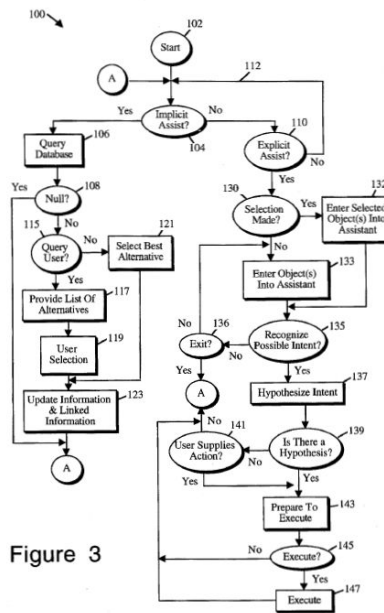 100
102
Start
A
112
Yes
Implicit Assist?
No
104
110
Explicit Assist?
No
Yes
Query
Database
106
Yes
Null?
108
No
115
Query
User?
No
121
Select Best
Alternative
Yes
Provide List Of
Alternatives
117
User
Selection
119
Update Information
& Linked
Information
123
A
130
Selection
Made?
Yes
132
Enter Selected
Object(s) Into
Assistant
No
Enter Object(s)
Into Assistant
133
No
Exit?
136
Recognize
Possible Intent?
135
No
Yes
A
Yes
137
Hypothesize Intent
No
141
User Supplies
Action?
No
Is There a
Hypothesis?
139
Yes
Yes
Prepare To
Execute
143
No
Execute?
145
Yes
Execute
147
Figure 3